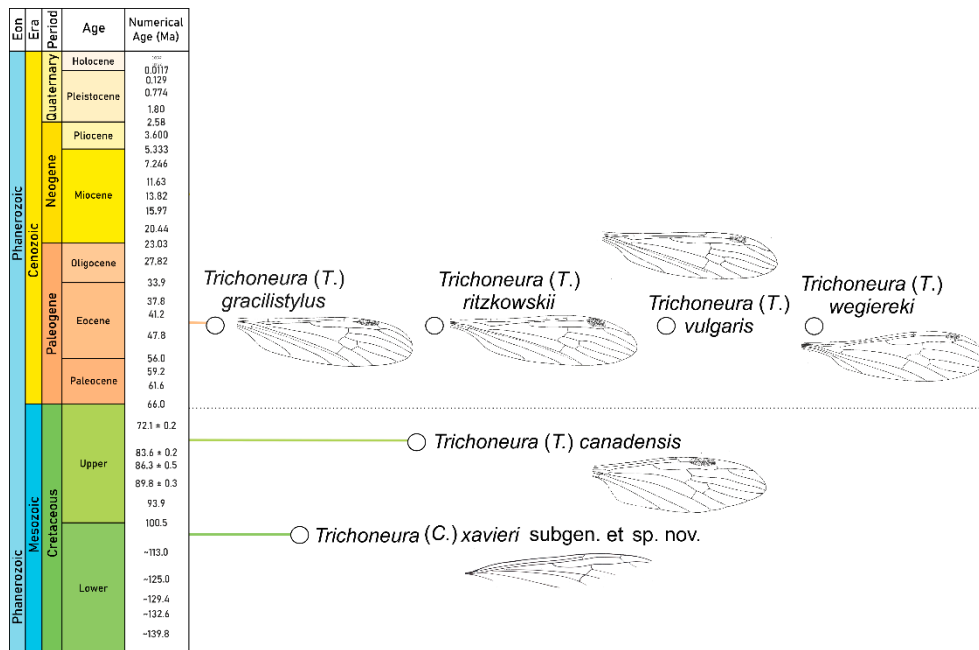 Eon
Era
Period
Age
Numerical
Age (Ma)
Phanerozoic
Phanerozoic
Cenozoic
Mesozoic
Quaternary
Neogene
Paleogene
Cretaceous
Holocene
Pleistocene
Pliocene
Miocene
Oligocene
Eocene
Paleocene
Upper
Lower
0.0117
0.129
0.774
1.80
2.58
3.600
5.333
7.246
11.63
13.82
15.97
20.44
23.03
27.82
33.9
37.8
41.2
47.8
56.0
59.2
61.6
66.0
72.1 ± 0.2
83.6 ± 0.2
86.3 ± 0.5
89.8 ± 0.3
93.9
100.5
~113.0
~125.0
~129.4
~132.6
~139.8
Trichoneura (T.)
gracilistylus
Trichoneura (T.)
ritzkowskii
Trichoneura (T.)
vulgaris
Trichoneura (T.)
wegiereki
Trichoneura (T.) canadensis
Trichoneura (C.) xavieri subgen. et sp. nov.